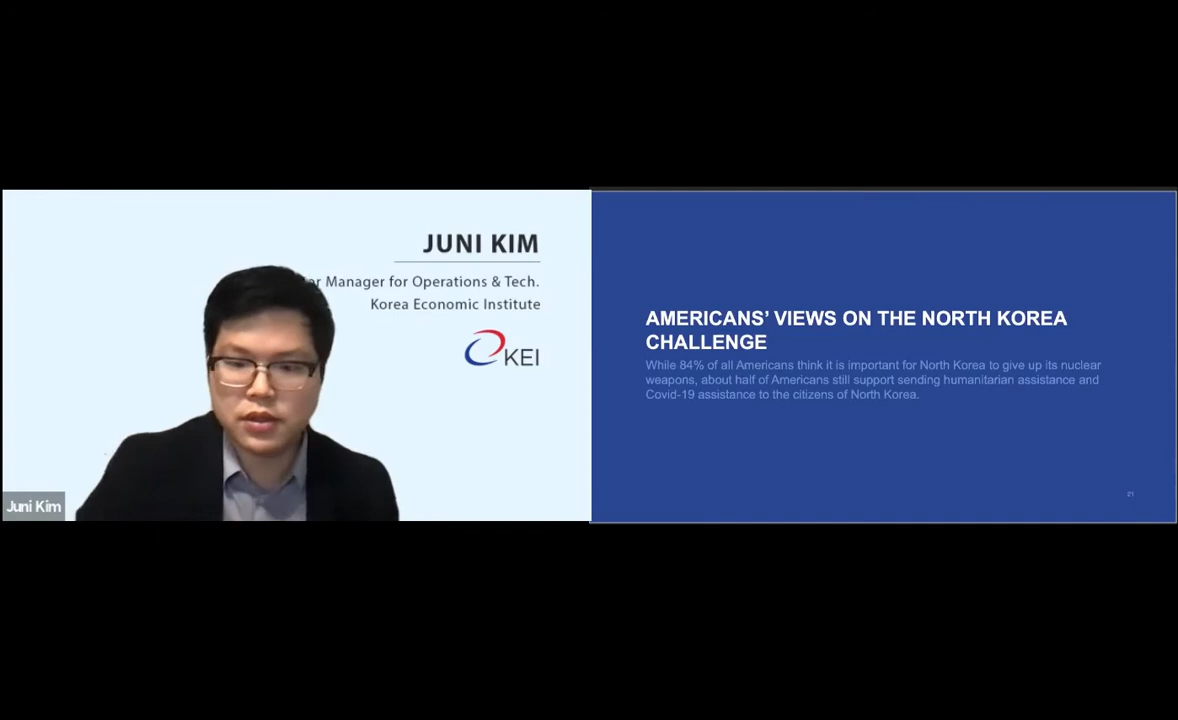 JUNI KIM
Manager for Operations & Tech.
Korea Economic Institute
KEI
Juni Kim
AMERICANS' VIEWS ON THE NORTH KOREA
CHALLENGE
While 84% of all Americans think it is important for North Korea to give up its nuclear
weapons, about half of Americans still support sending humanitarian assistance and
Covid-19 assistance to the citizens of North Korea.
21